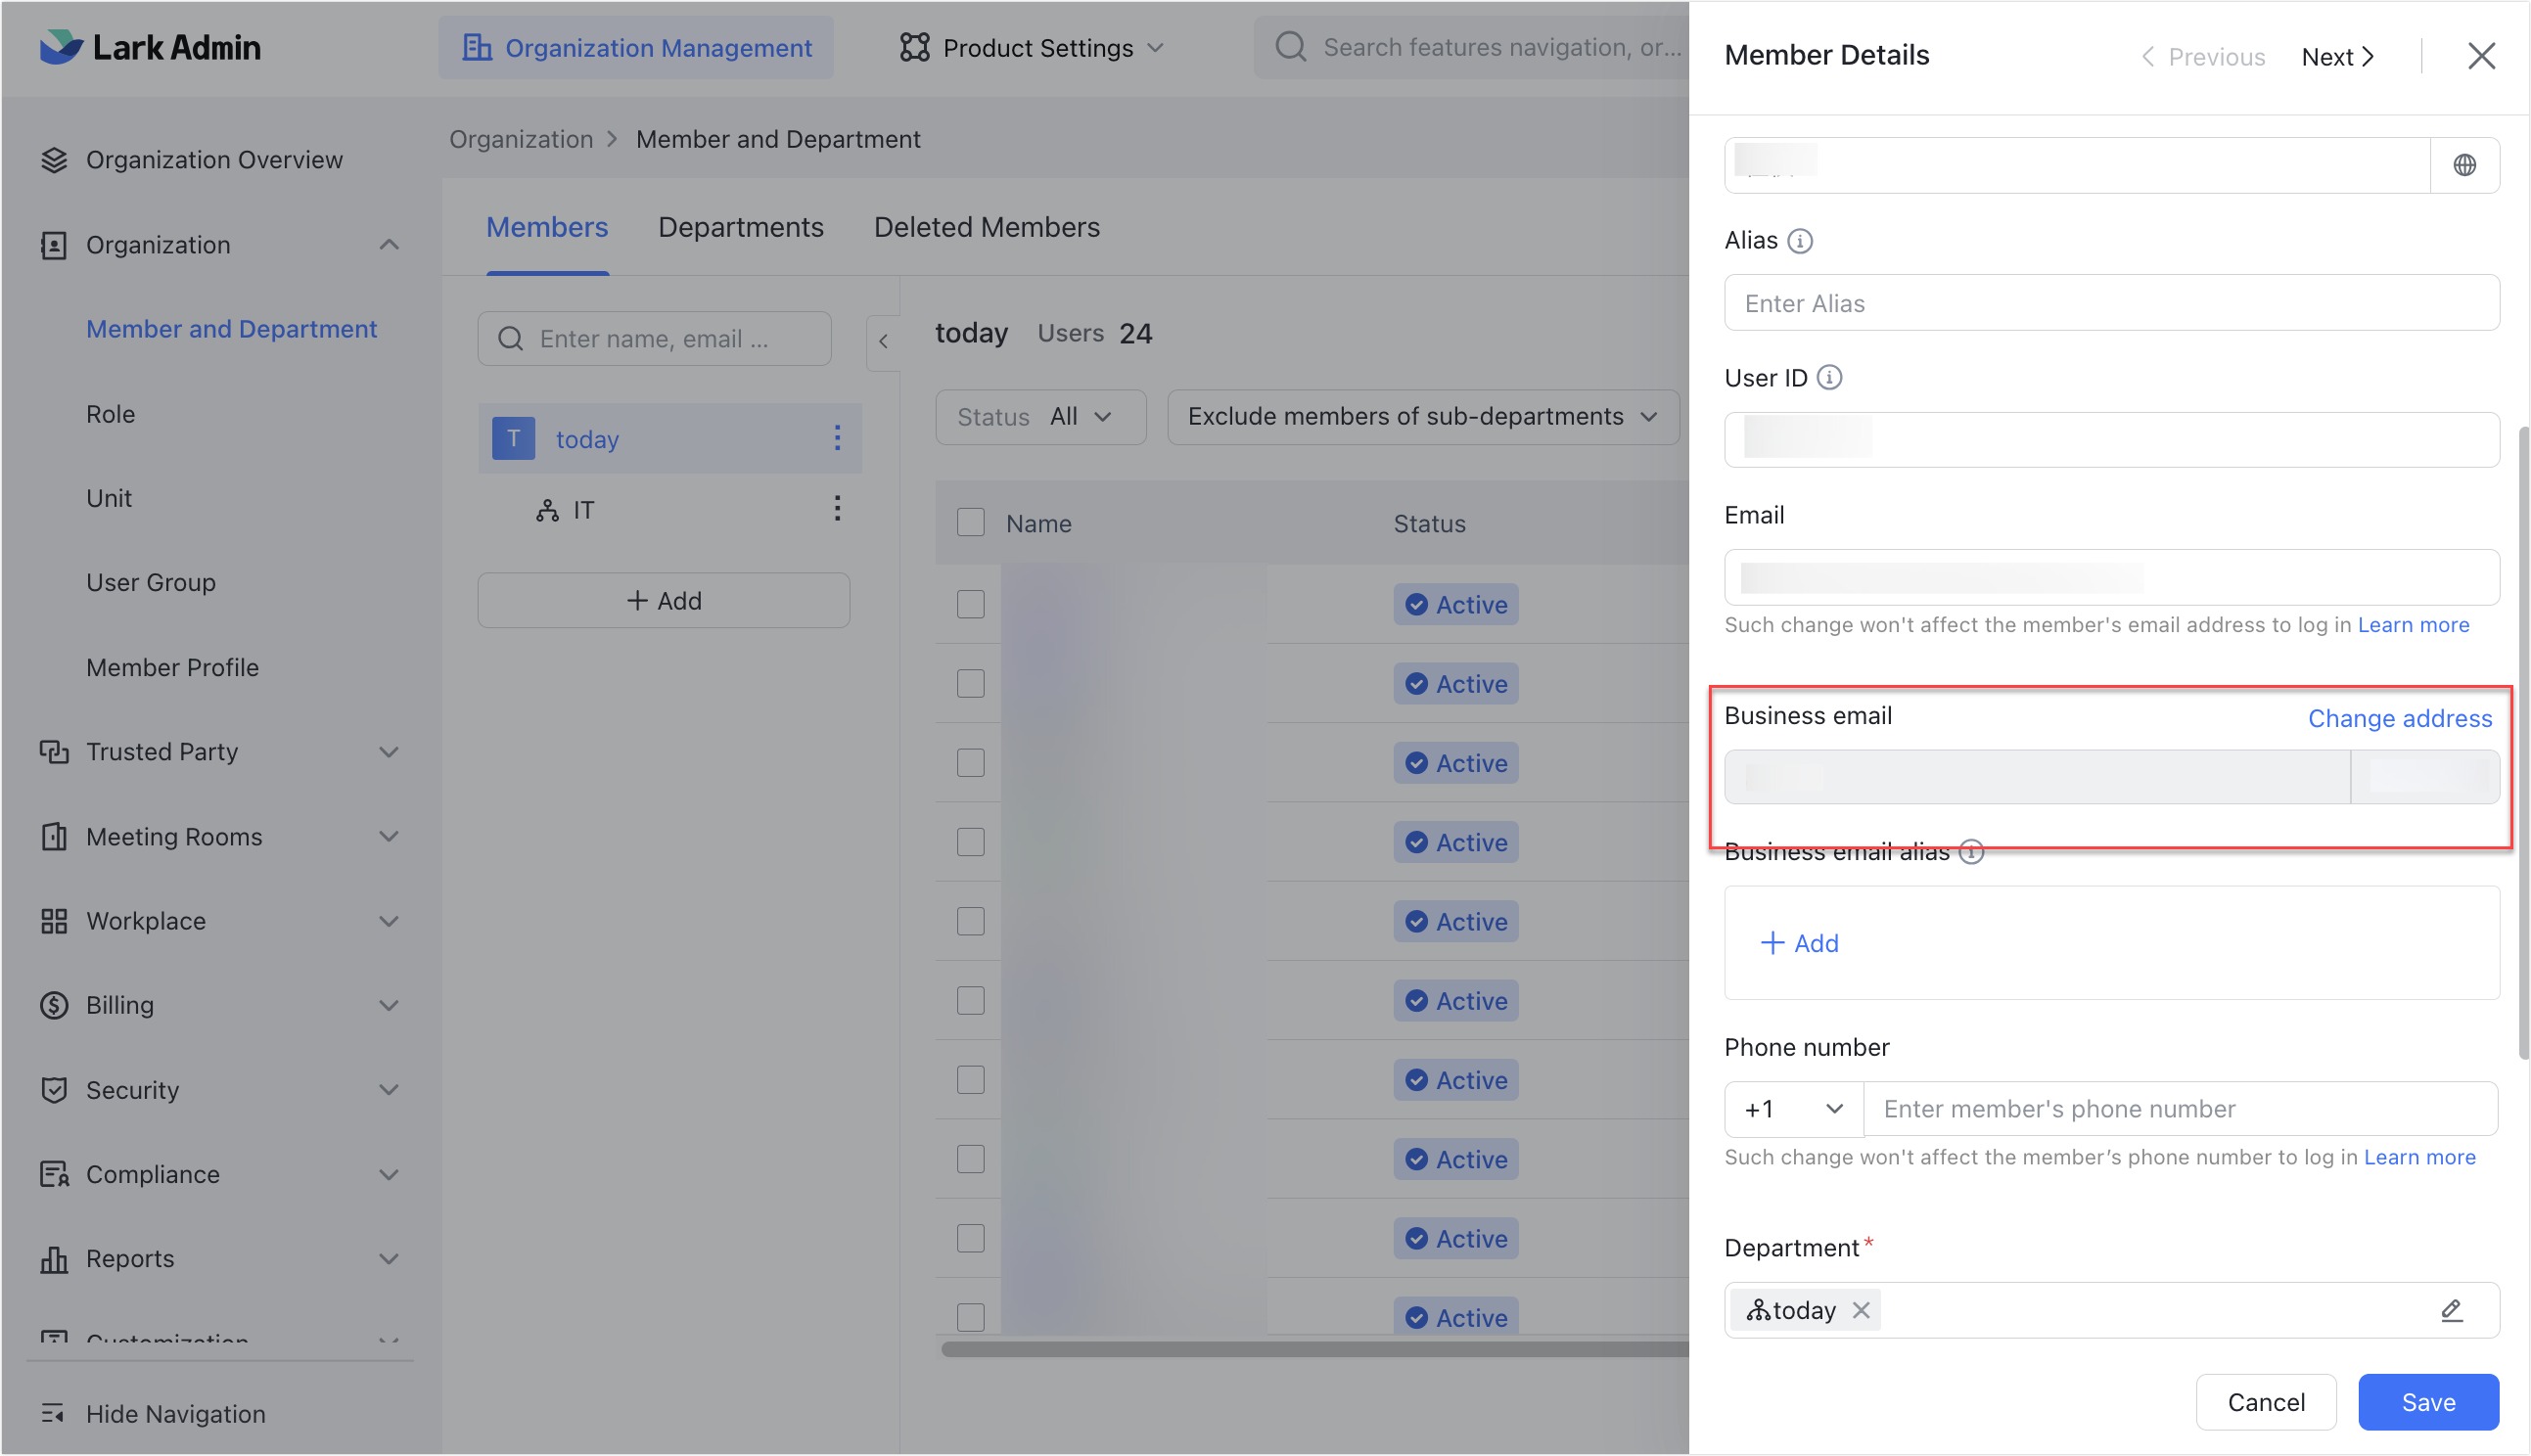 Lark Admin
Organization Management
Product Settings
Search features navigation, or...
Organization Overview
Organization
Member and Department
Role
Unit
User Group
Member Profile
Trusted Party
Meeting Rooms
Workplace
Billing
Security
Compliance
Reports
Customization
Hide Navigation
Organization > Member and Department
Members
Departments
Deleted Members
Enter name, email ...
T today
IT
+ Add
today Users 24
Status All
Exclude members of sub-departments
Name Status
Active
Active
Active
Active
Active
Active
Active
Active
Active
Active
Member Details
< Previous
Next >
Alias
Enter Alias
User ID
Email
Such change won't affect the member's email address to log in Learn more
Business email
Change address
Business email alias
+ Add
Phone number
+1
Enter member's phone number
Such change won't affect the member’s phone number to log in Learn more
Department*
today
Cancel
Save